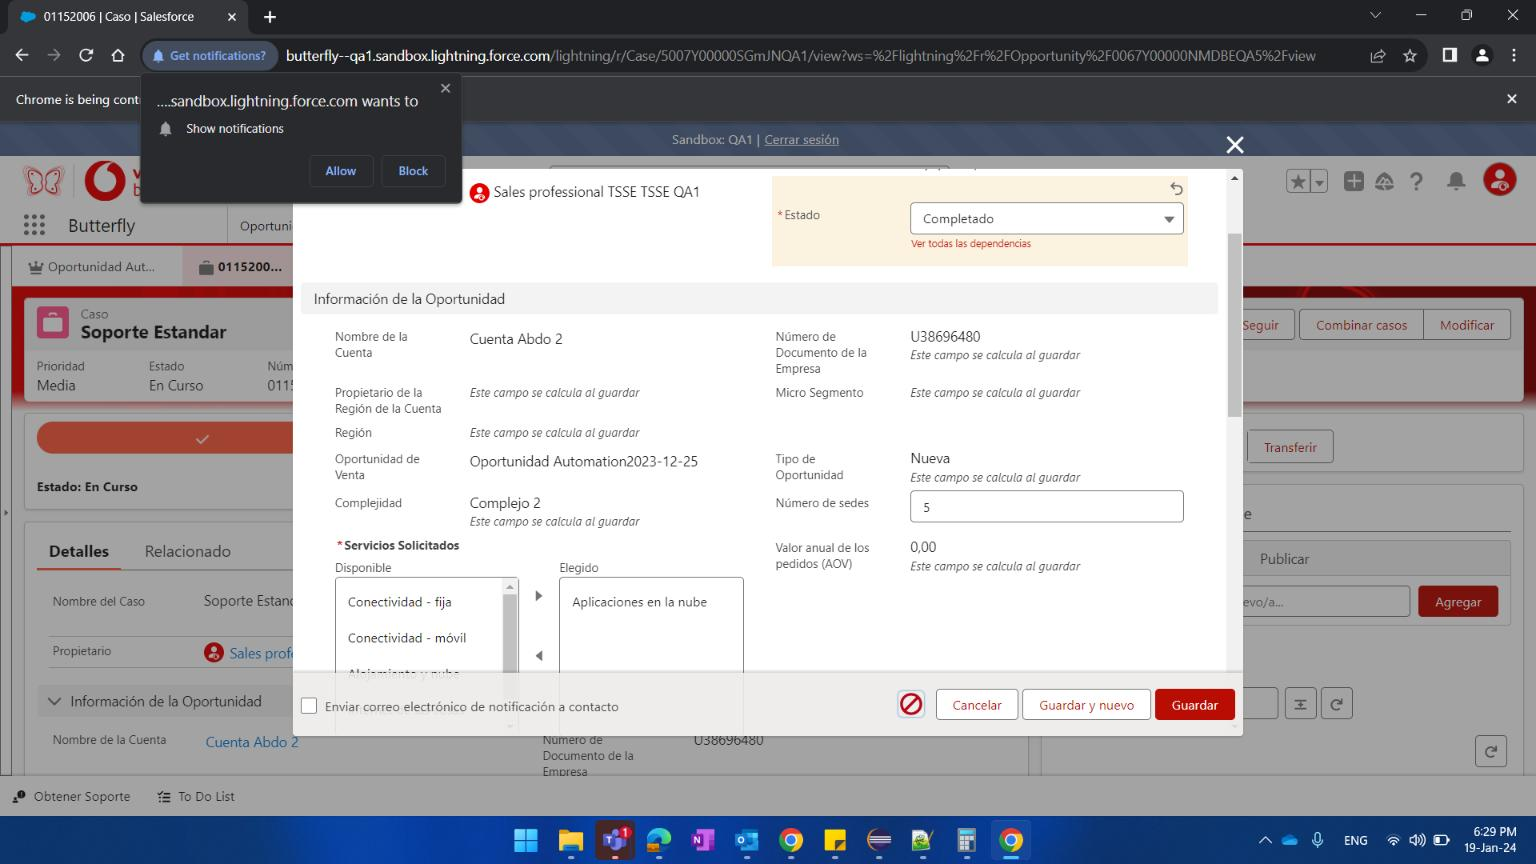 01152006 | Caso | Salesforce
Get notifications?
butterfly--qa1.sandbox.lightning.force.com/lightning/r/Case/5007Y00000SGmJNQA1/view?ws=%2Flightning%2Fr%2FOpportunity%2F0067Y00000NMDBEQA5%2Fview
Chrome is being cont
....sandbox.lightning.force.com wants to
Show notifications
Allow
Block
Sandbox: QA1 | Cerrar sesión
Butterfly
Oportuni
Oportunidad Aut...
0115200...
Caso
Soporte Estandar
Seguir
Combinar casos
Modificar
Prioridad
Estado
Núm
Media
En Curso
0115
Transferir
Estado: En Curso
Detalles
Relacionado
Publicar
Nombre del Caso
Soporte Estand
evo/a...
Agregar
Propietario
Sales profe
Información de la Oportunidad
Nombre de la Cuenta
Cuenta Abdo 2
Número de
Documento de la
Empresa
U38696480
Sales professional TSSE TSSE QA1
*Estado
Completado
Ver todas las dependencias
Información de la Oportunidad
Nombre de la
Cuenta
Cuenta Abdo 2
Número de
Documento de la
Empresa
U38696480
Este campo se calcula al guardar
Propietario de la
Región de la Cuenta
Este campo se calcula al guardar
Micro Segmento
Este campo se calcula al guardar
Región
Este campo se calcula al guardar
Oportunidad de
Venta
Oportunidad Automation2023-12-25
Tipo de
Oportunidad
Nueva
Este campo se calcula al guardar
Complejidad
Complejo 2
Este campo se calcula al guardar
Número de sedes
5
*Servicios Solicitados
Valor anual de los
pedidos (AOV)
0,00
Este campo se calcula al guardar
Disponible
Elegido
Conectividad - fija
Aplicaciones en la nube
Conectividad - móvil
Alojamiento y nube
Enviar correo electrónico de notificación a contacto
Cancelar
Guardar y nuevo
Guardar
Obtener Soporte
To Do List
1
ENG
6:29 PM
19-Jan-24